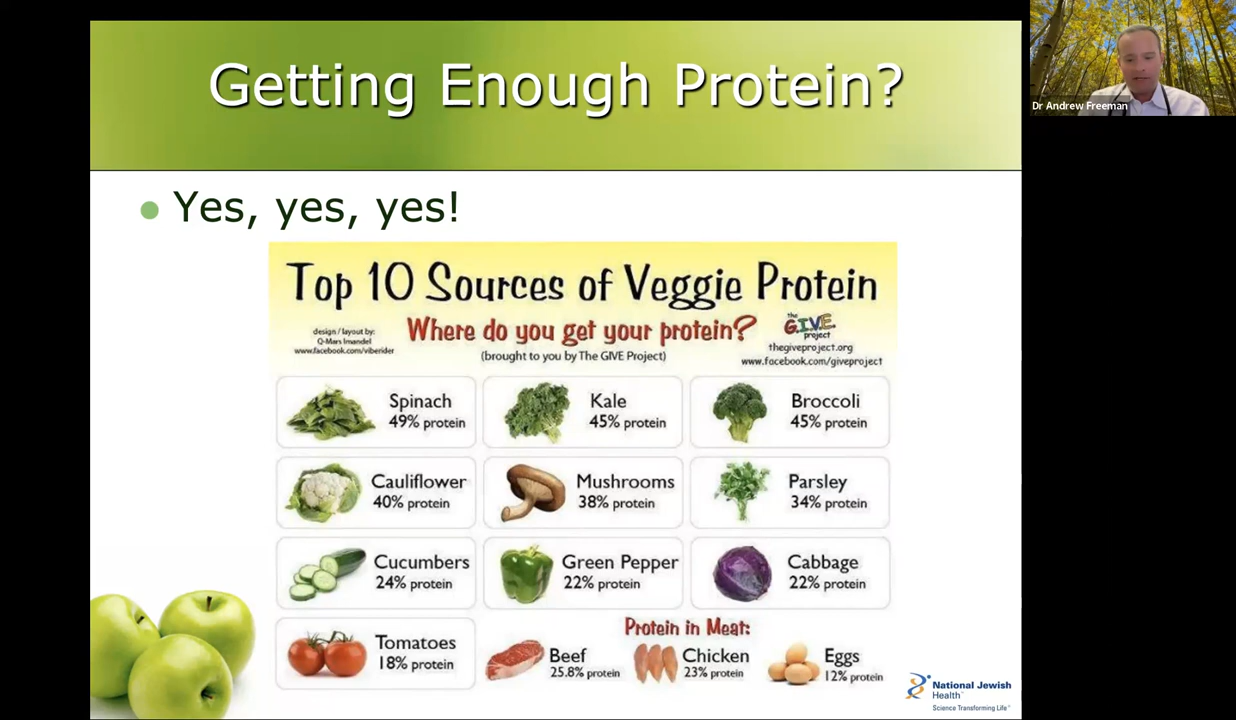 Getting Enough Protein?
Dr Andrew Freeman
Yes, yes, yes!
Top 10 Sources of Veggie Protein
design / layout by:
Q-Mars Imandel
www.facebook.com/viberider
Where do you get your protein?
(brought to you by The GIVE Project)
the
G.I.V.E.
project
thegiveproject.org
www.facebook.com/giveproject
Spinach
49% protein
Kale
45% protein
Broccoli
45% protein
Cauliflower
40% protein
Mushrooms
38% protein
Parsley
34% protein
Cucumbers
24% protein
Green Pepper
22% protein
Cabbage
22% protein
Tomatoes
18% protein
Protein in Meat:
Beef
25.8% protein
Chicken
23% protein
Eggs
12% protein
National Jewish
Health™
Science Transforming Life™